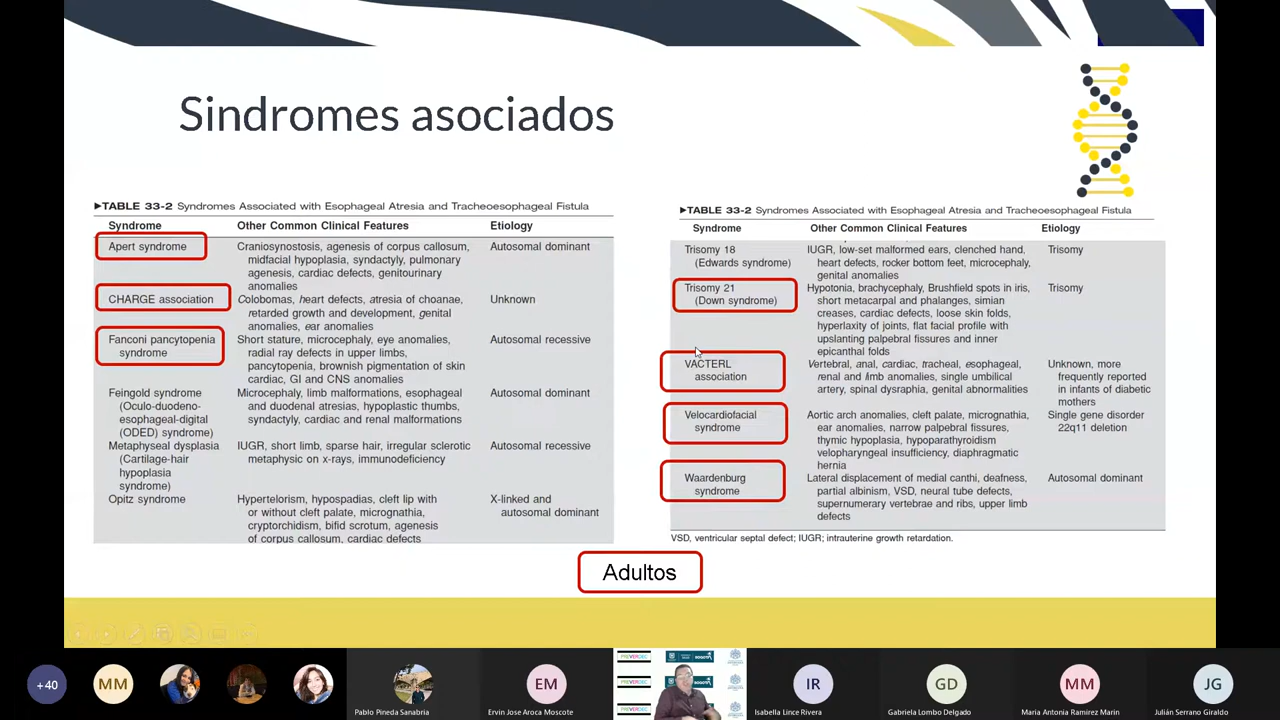 Sindromes asociados
▶TABLE 33-2 Syndromes Associated with Esophageal Atresia and Tracheoesophageal Fistula
Syndrome Other Common Clinical Features Etiology
Apert syndrome Craniosynostosis, agenesis of corpus callosum, Autosomal dominant
midfacial hypoplasia, syndactyly, pulmonary
agenesis, cardiac defects, genitourinary
anomalies
CHARGE association Colobomas, heart defects, atresia of choanae, Unknown
retarded growth and development, genital
anomalies, ear anomalies
Fanconi pancytopenia Short stature, microcephaly, eye anomalies, Autosomal recessive
syndrome radial ray defects in upper limbs,
pancytopenia, brownish pigmentation of skin
cardiac, GI and CNS anomalies
Feingold syndrome Microcephaly, limb malformations, esophageal Autosomal dominant
(Oculo-duodeno- and duodenal atresias, hypoplastic thumbs,
esophageal-digital syndactyly, cardiac and renal malformations
(ODED) syndrome)
Metaphyseal dysplasia IUGR, short limb, sparse hair, irregular sclerotic Autosomal recessive
(Cartilage-hair metaphysic on x-rays, immunodeficiency
hypoplasia
syndrome)
Opitz syndrome Hypertelorism, hypospadias, cleft lip with X-linked and
or without cleft palate, micrognathia, autosomal dominant
cryptorchidism, bifid scrotum, agenesis
of corpus callosum, cardiac defects
▶TABLE 33-2 Syndromes Associated with Esophageal Atresia and Tracheoesophageal Fistula
Syndrome Other Common Clinical Features Etiology
Trisomy 18 IUGR, low-set malformed ears, clenched hand, Trisomy
(Edwards syndrome) heart defects, rocker bottom feet, microcephaly,
genital anomalies
Trisomy 21 Hypotonia, brachycephaly, Brushfield spots in iris, Trisomy
(Down syndrome) short metacarpal and phalanges, simian
creases, cardiac defects, loose skin folds,
hyperlaxity of joints, flat facial profile with
upslanting palpebral fissures and inner
epicanthal folds
VACTERL Vertebral, anal, cardiac, tracheal, esophageal, Unknown, more
association renal and limb anomalies, single umbilical frequently reported
artery, spinal dysraphia, genital abnormalities in infants of diabetic
mothers
Velocardiofacial Aortic arch anomalies, cleft palate, micrognathia, Single gene disorder
syndrome ear anomalies, narrow palpebral fissures, 22q11 deletion
thymic hypoplasia, hypoparathyroidism
velopharyngeal insufficiency, diaphragmatic
hernia
Waardenburg Lateral displacement of medial canthi, deafness, Autosomal dominant
syndrome partial albinism, VSD, neural tube defects,
supernumerary vertebrae and ribs, upper limb
defects
VSD, ventricular septal defect; IUGR; intrauterine growth retardation.
Adultos
+40 MM EM IR GD MM JG
Pablo Pineda Sanabria Ervin Jose Aroca Moscote Isabella Lince Rivera Gabriela Lombo Delgado Maria Antonia Ramirez Marin Julián Serrano Giraldo